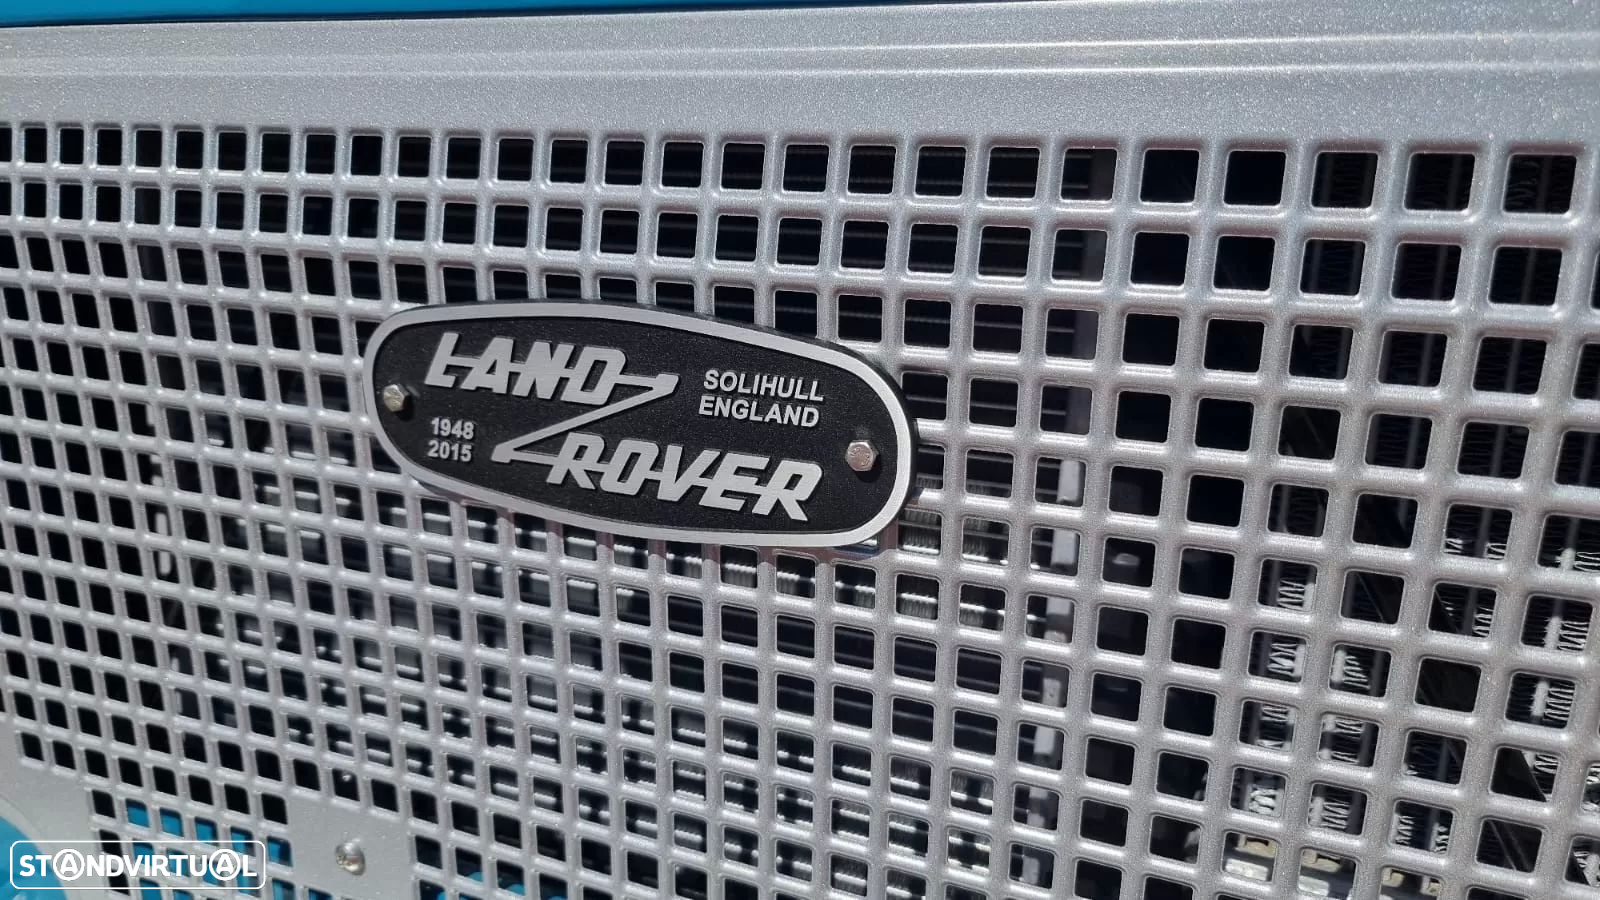 LAND
ROVER
SOLIHULL
ENGLAND
1948
2015
STANDVIRTUAL